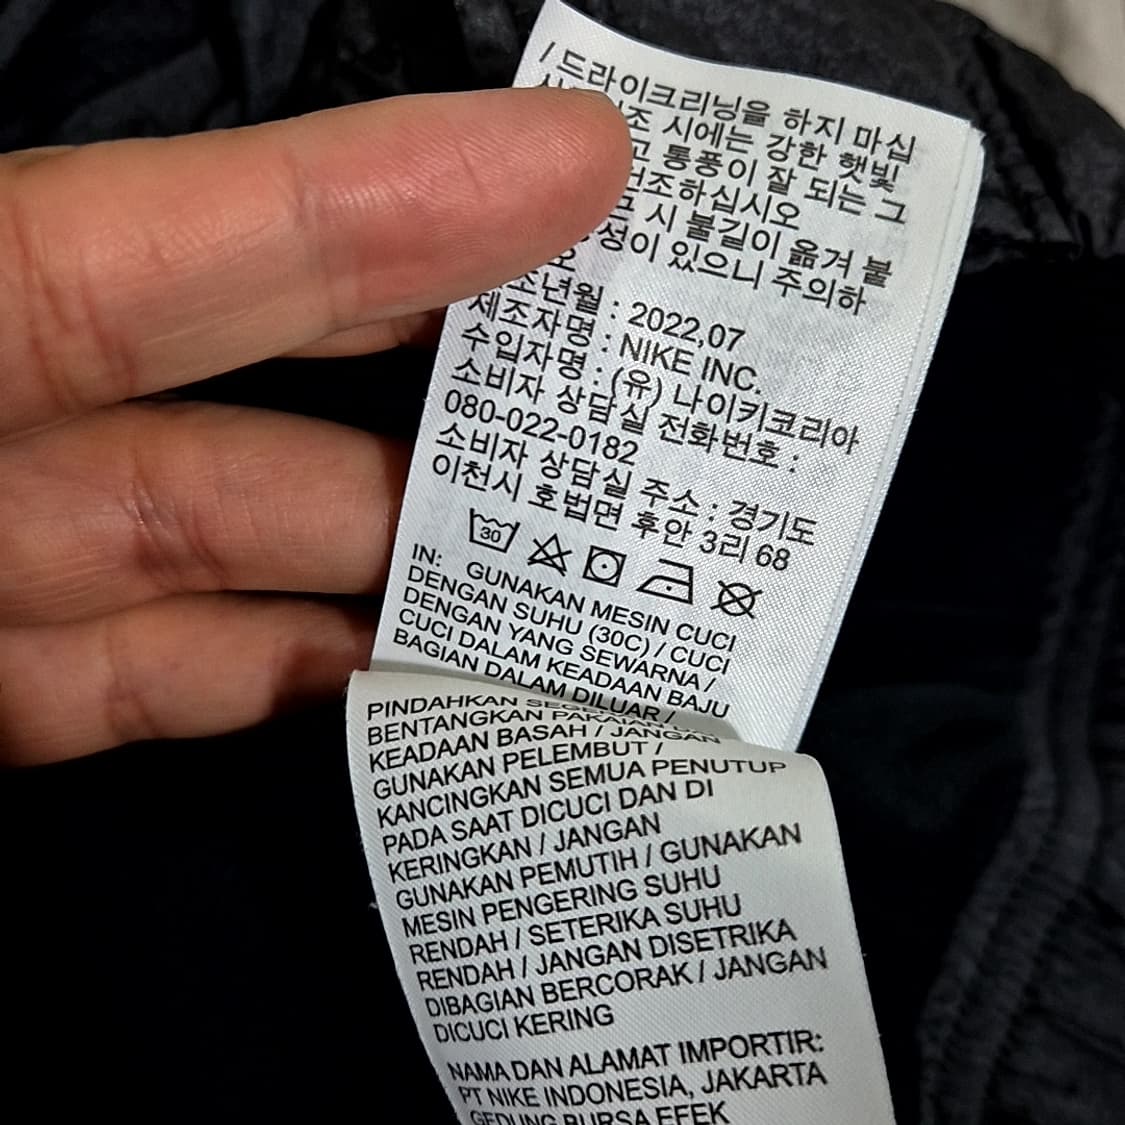 / 드라이크리닝을 하지 마십
시에는 강한 햇빛
통풍이 잘 되는 그
건조하십시오
시 불길이 옮겨 붙
있으니 주의하
제조년월 : 2022,07
제조자명 : NIKE INC.
수입자명 : (유) 나이키코리아
소비자 상담실 전화번호 :
080-022-0182
소비자 상담실 주소 : 경기도
이천시 호법면 후안 3리 68
30
IN: GUNAKAN MESIN CUCI
DENGAN SUHU (30C) / CUCI
DENGAN YANG SEWARNA /
CUCI DALAM KEADAAN BAJU
BAGIAN DALAM DILUAR /
PINDAHKAN
BENTANGKAN PAKAIAN
KEADAAN BASAH / JANGAN
GUNAKAN PELEMBUT /
KANCINGKAN SEMUA PENUTUP
PADA SAAT DICUCI DAN DI
KERINGKAN / JANGAN
GUNAKAN PEMUTIH / GUNAKAN
MESIN PENGERING SUHU
RENDAH / SETERIKA SUHU
RENDAH / JANGAN DISETRIKA
DIBAGIAN BERCORAK / JANGAN
DICUCI KERING
NAMA DAN ALAMAT IMPORTIR:
PT NIKE INDONESIA, JAKARTA
GEDUNG BURSA EFEK